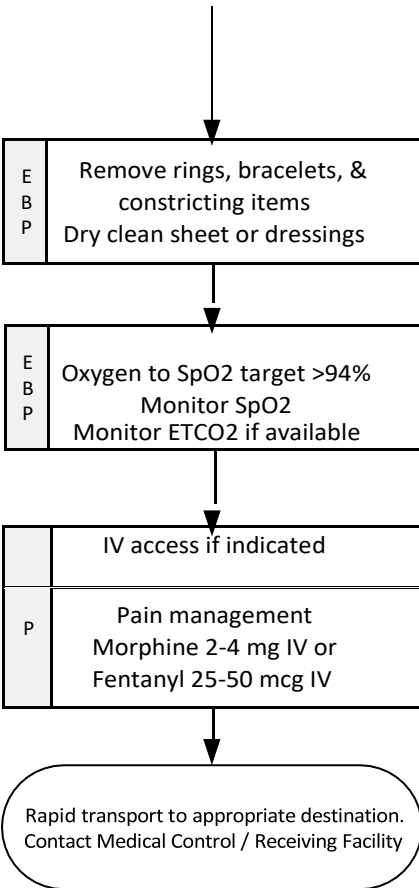 E
B
P
Remove rings, bracelets, &
constricting items
Dry clean sheet or dressings
E
B
P
Oxygen to SpO2 target >94%
Monitor SpO2
Monitor ETCO2 if available
IV access if indicated
P
Pain management
Morphine 2-4 mg IV or
Fentanyl 25-50 mcg IV
Rapid transport to appropriate destination.
Contact Medical Control / Receiving Facility